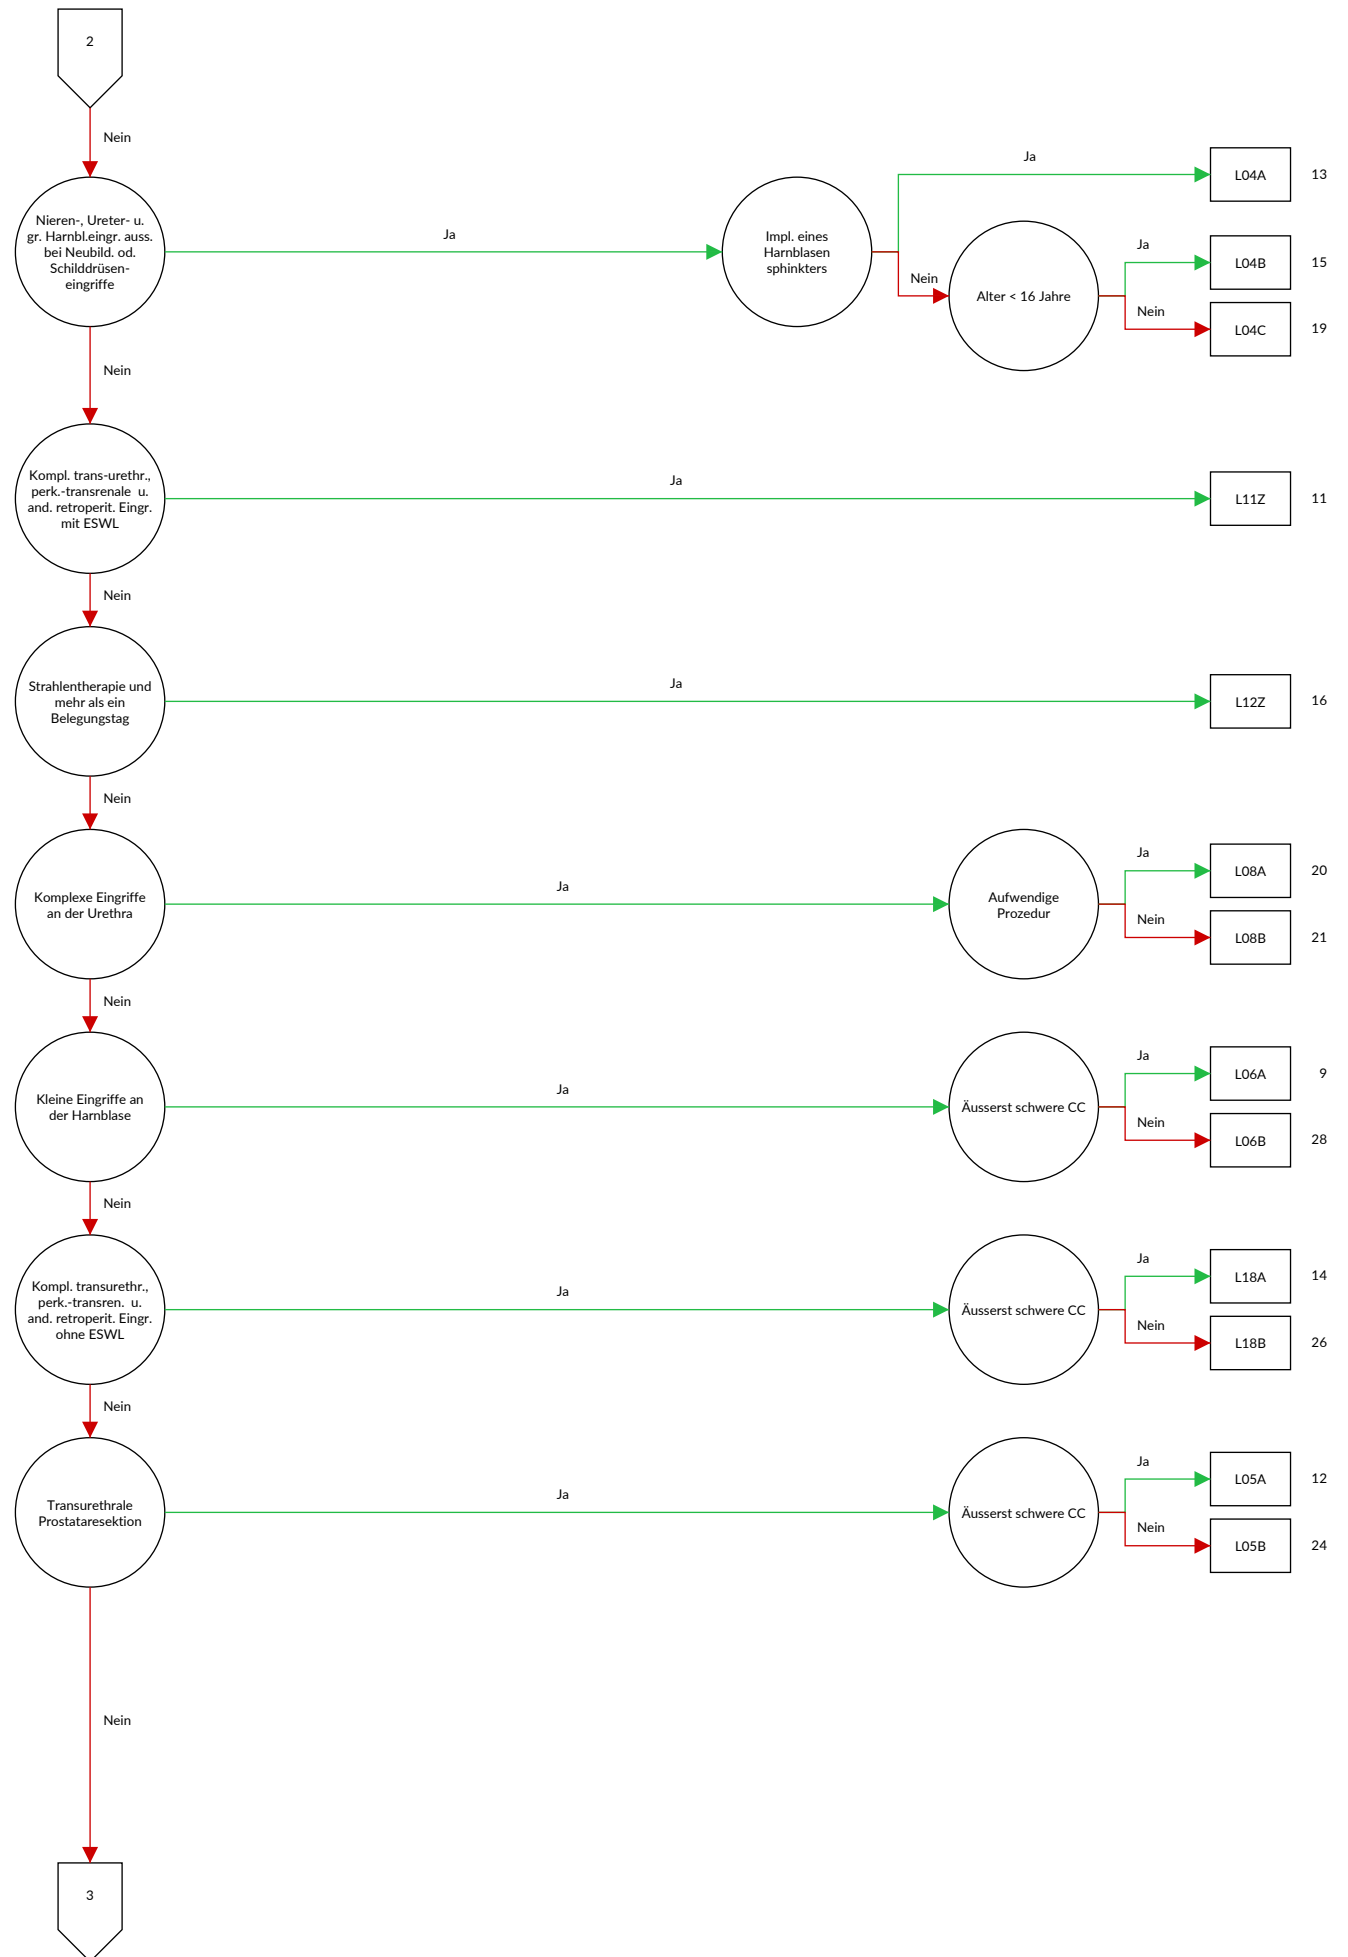 2
Nein
Nieren-, Ureter- u.
gr. Harnbl.eingr. auss.
bei Neubild. od.
Schilddrüsen-
eingriffe
Ja
Impl. eines
Harnblasen
sphinkters
Ja
L04A 13
Nein
Alter < 16 Jahre
Ja
L04B 15
Nein
L04C 19
Nein
Kompl. trans-urethr.,
perk.-transrenale u.
and. retroperit. Eingr.
mit ESWL
Ja
L11Z 11
Nein
Strahlentherapie und
mehr als ein
Belegungstag
Ja
L12Z 16
Nein
Komplexe Eingriffe
an der Urethra
Ja
Aufwendige
Prozedur
Ja
L08A 20
Nein
L08B 21
Nein
Kleine Eingriffe an
der Harnblase
Ja
Äusserst schwere CC
Ja
L06A 9
Nein
L06B 28
Nein
Kompl. transurethr.,
perk.-transren. u.
and. retroperit. Eingr.
ohne ESWL
Ja
Äusserst schwere CC
Ja
L18A 14
Nein
L18B 26
Nein
Transurethrale
Prostataresektion
Ja
Äusserst schwere CC
Ja
L05A 12
Nein
L05B 24
Nein
3